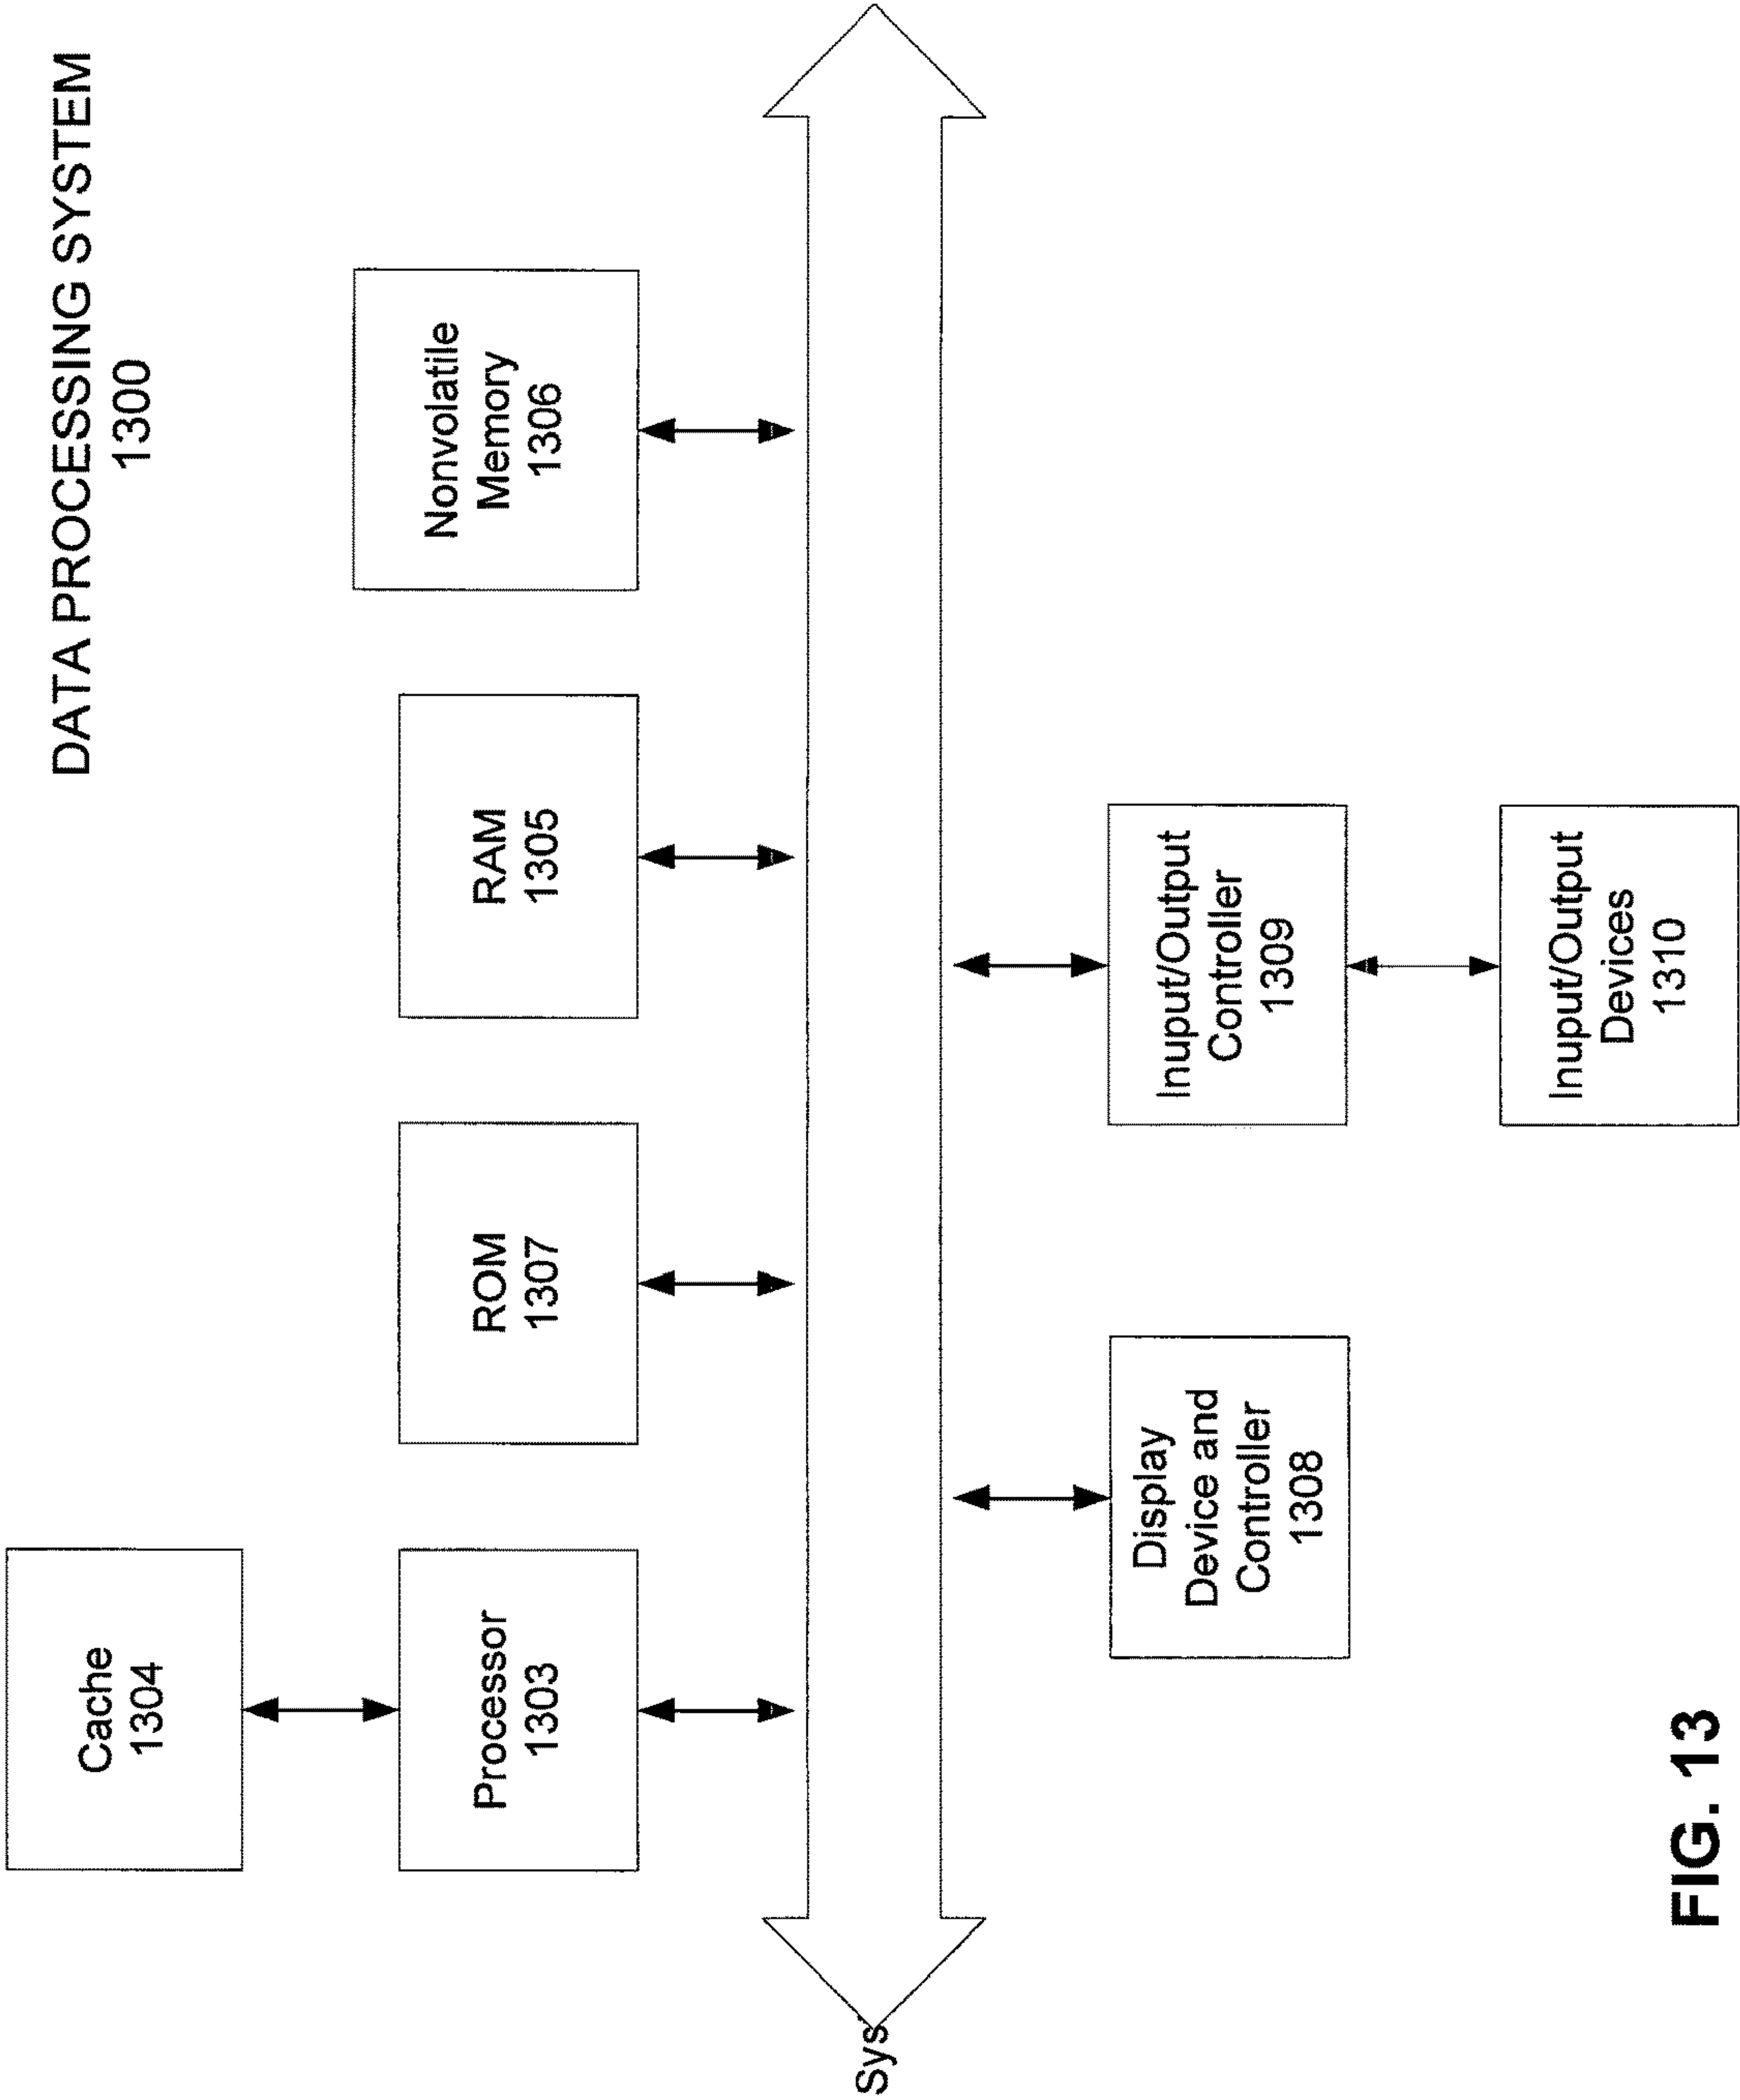 DATA PROCESSING SYSTEM
1300
Cache
1304
Processor
1303
ROM
1307
RAM
1305
Nonvolatile
Memory
1306
Sys
Display
Device and
Controller
1308
Inuput/Output
Controller
1309
Inuput/Output
Devices
1310
FIG. 13